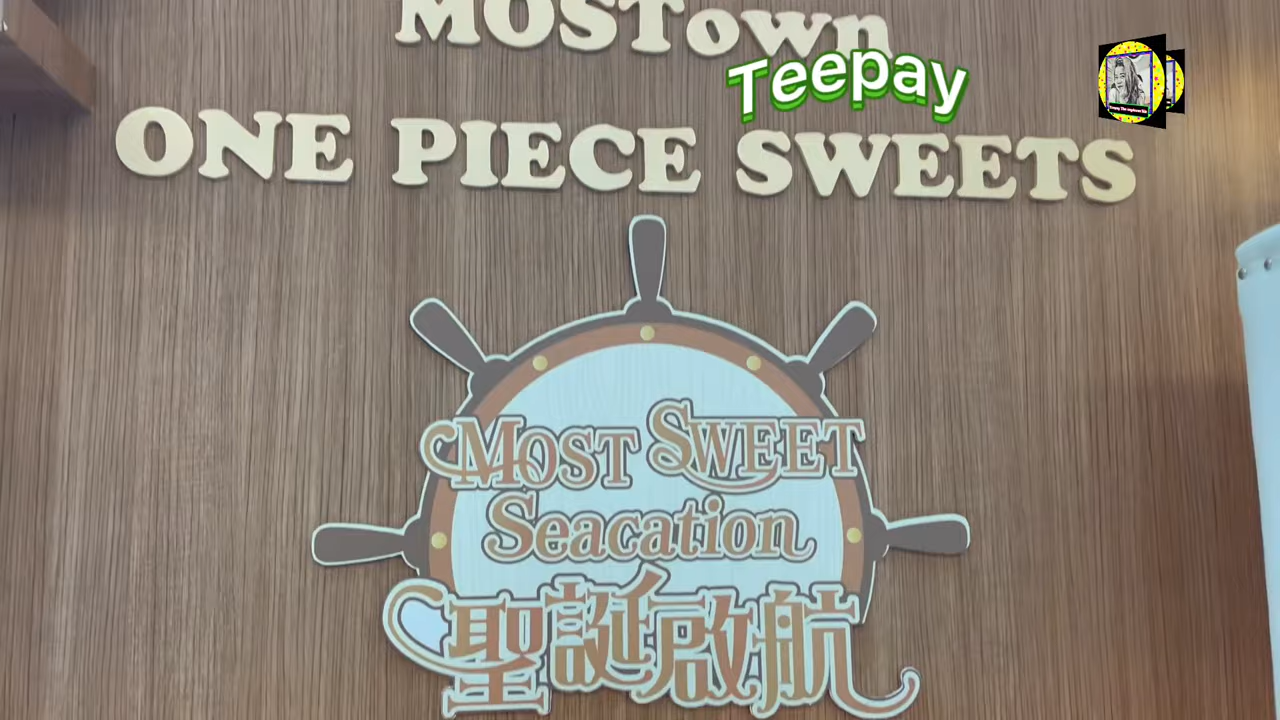 MOSTown
Teepay
ONE PIECE SWEETS
MOST SWEET
Seacation
聖誕啟航